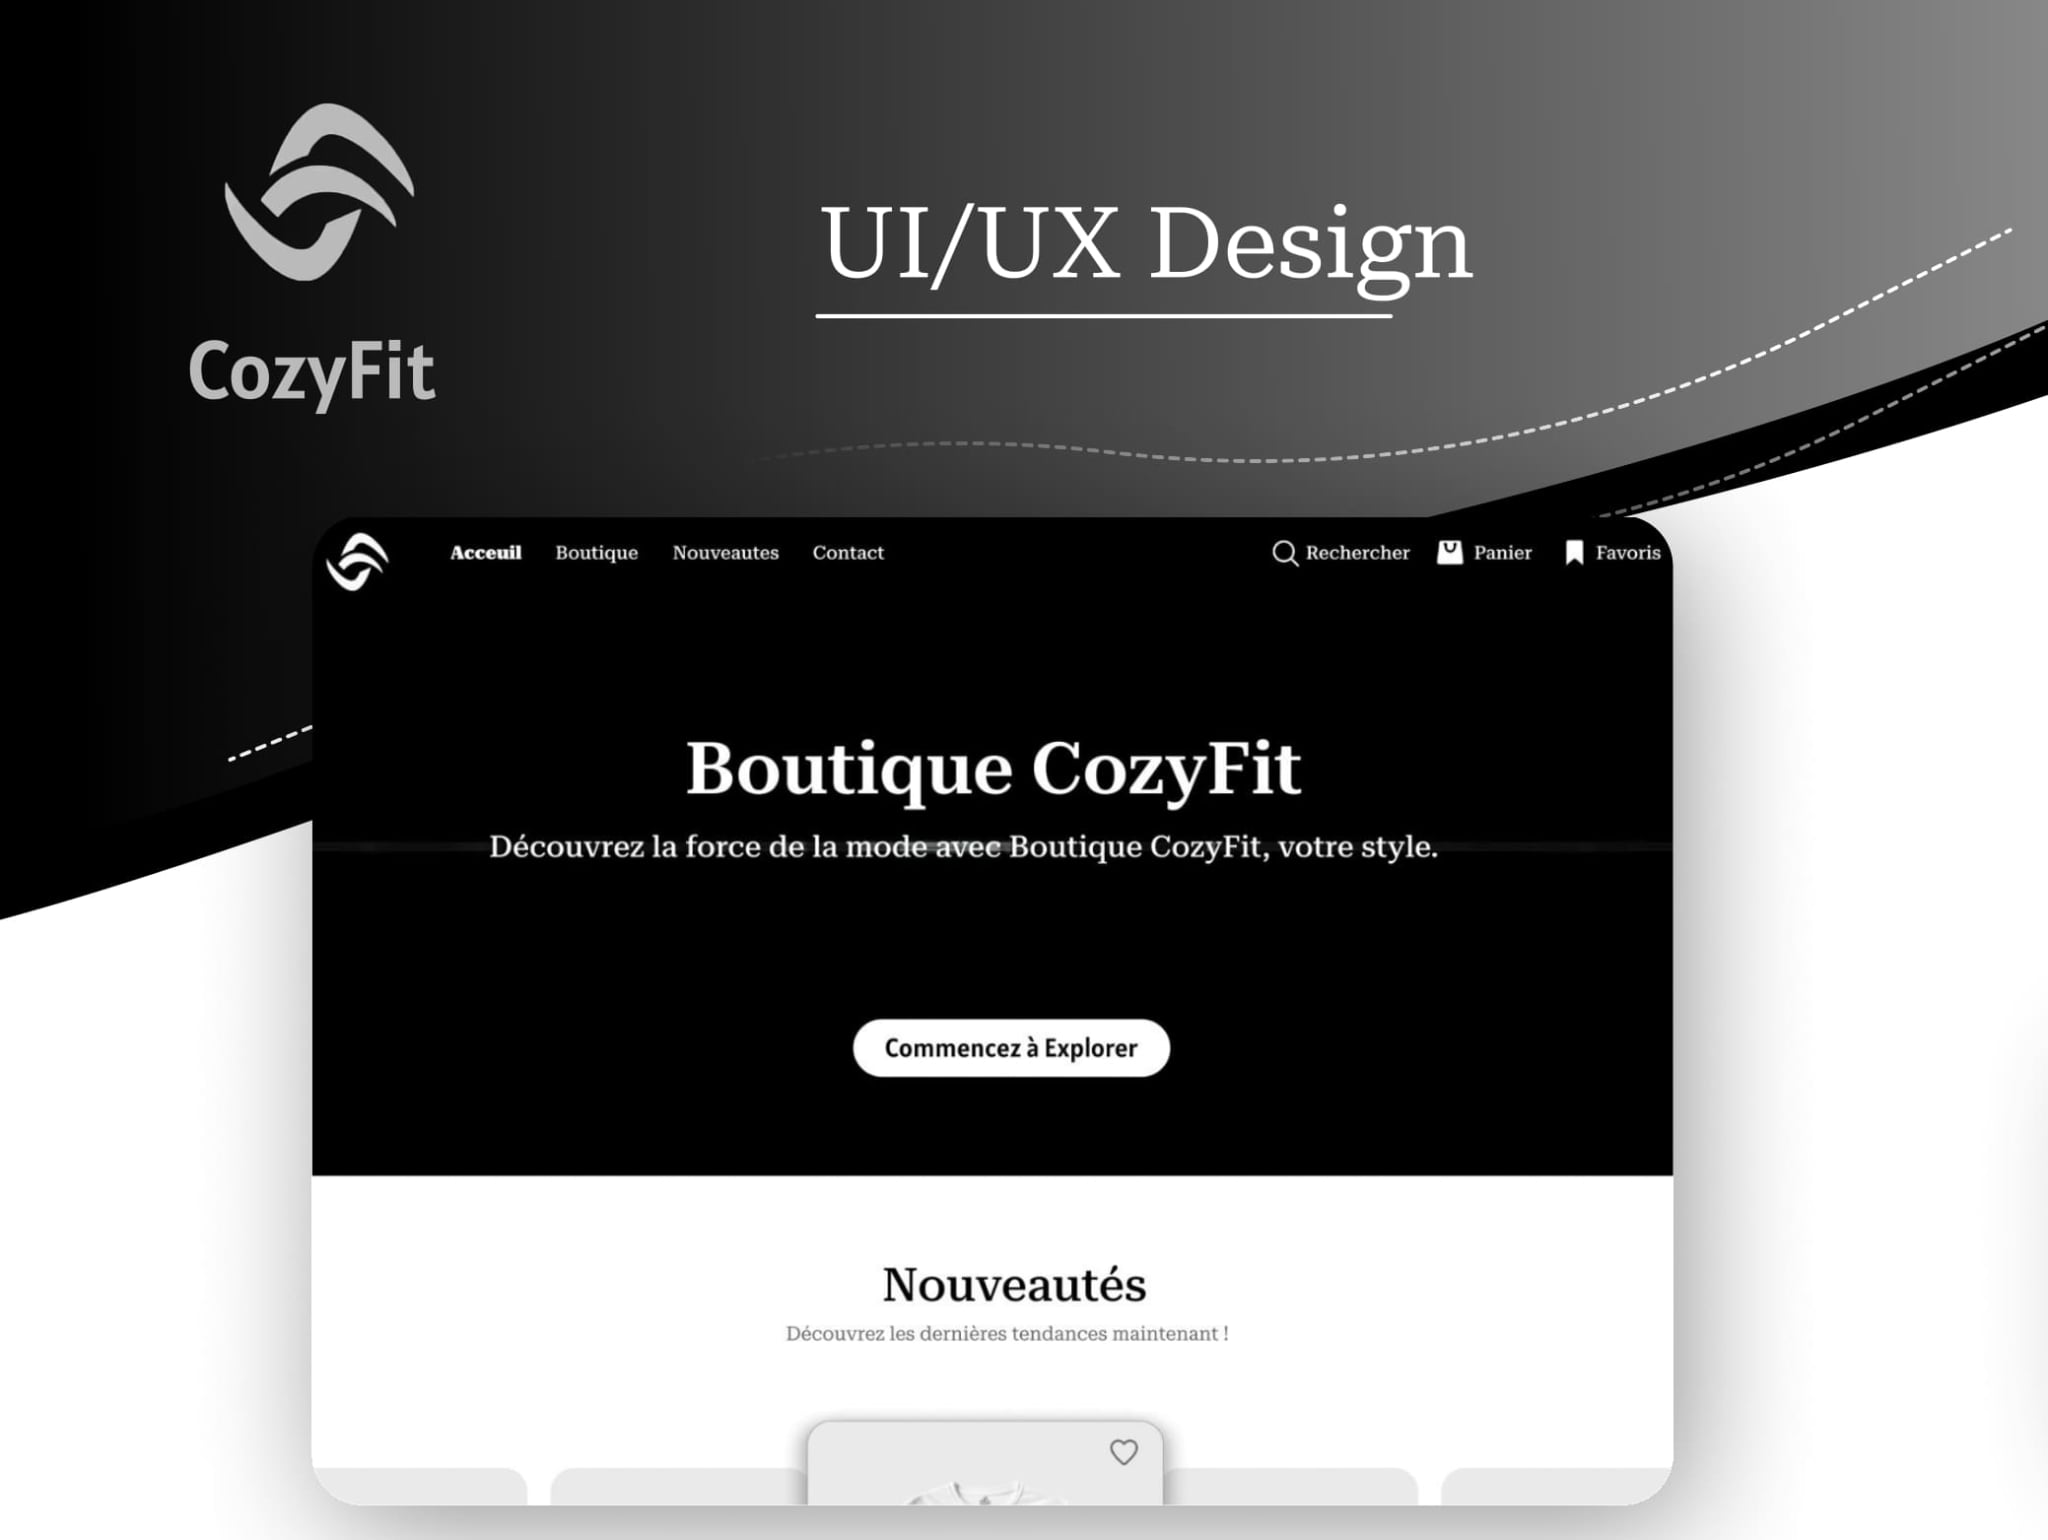 CozyFit
UI/UX Design
Acceuil Boutique Nouveautes Contact Rechercher Panier Favoris
Boutique CozyFit
Découvrez la force de la mode avec Boutique CozyFit, votre style.
Commencez à Explorer
Nouveautés
Découvrez les dernières tendances maintenant !